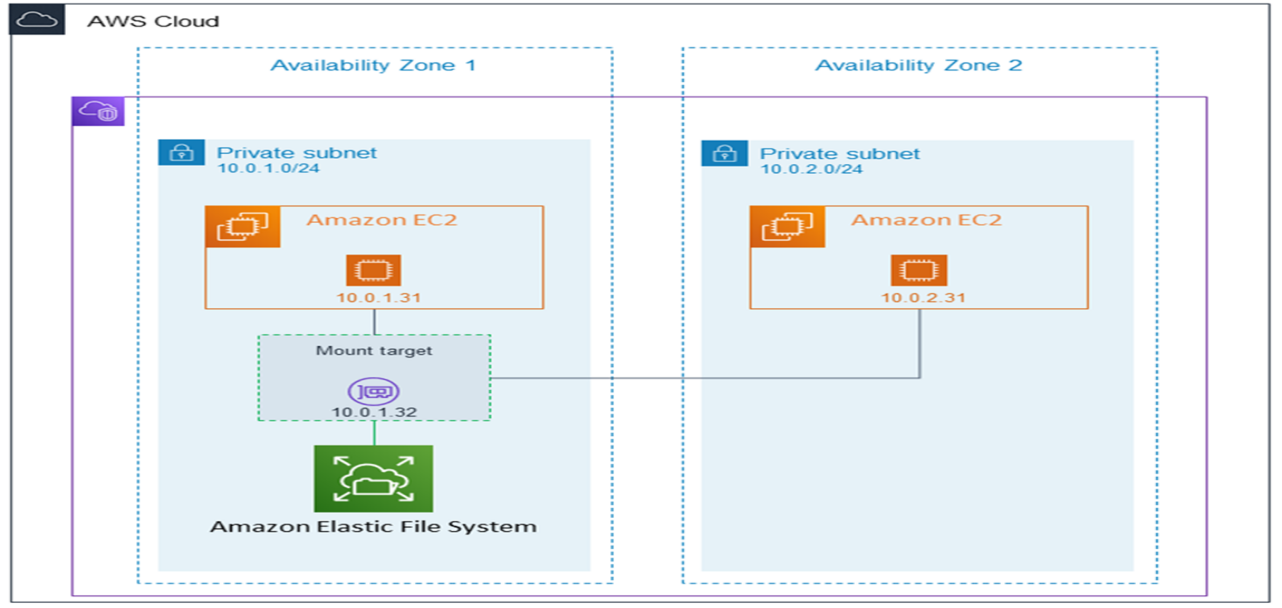 AWS Cloud
Availability Zone 1
Availability Zone 2
Private subnet
10.0.1.0/24
Private subnet
10.0.2.0/24
Amazon EC2
10.0.1.31
Amazon EC2
10.0.2.31
Mount target
10.0.1.32
Amazon Elastic File System